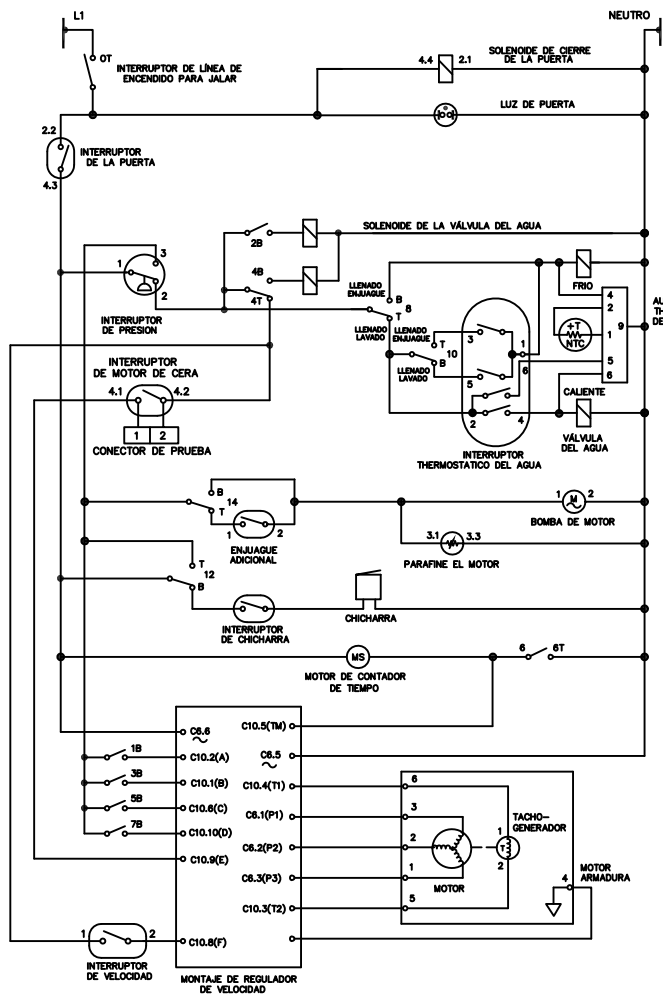 L1
NEUTRO
OT
INTERRUPTOR DE LÍNEA DE
ENCENDIDO PARA JALAR
4.4
2.1
SOLENOIDE DE CIERRE
DE LA PUERTA
LUZ DE PUERTA
2.2
INTERRUPTOR
DE LA PUERTA
4.3
SOLENOIDE DE LA VÁLVULA DEL AGUA
2B
4B
4T
1
3
2
INTERRUPTOR
DE PRESION
LLENADO
ENJUAGUE
B
8
T
LLENADO
LAVADO
LLENADO
ENJUAGUE
T
10
B
LLENADO
LAVADO
3
5
1
6
2
4
INTERRUPTOR
THERMOSTATICO DEL AGUA
FRIO
4
2
+T
NTC
1
9
5
6
AU
TH
DE
CALIENTE
VÁLVULA
DEL AGUA
INTERRUPTOR
DE MOTOR DE CERA
4.1
4.2
1
2
CONECTOR DE PRUEBA
B
14
T
1
2
ENJUAGUE
ADICIONAL
1
M
2
BOMBA DE MOTOR
3.1
3.3
PARAFINE EL MOTOR
T
12
B
INTERRUPTOR
DE CHICHARRA
CHICHARRA
MS
MOTOR DE CONTADOR
DE TIEMPO
6
6T
C6.6
C10.5(TM)
C6.5
1B
C10.2(A)
3B
C10.1(B)
5B
C10.6(C)
7B
C10.10(D)
C10.9(E)
C10.8(F)
C10.4(T1)
C6.1(P1)
C6.2(P2)
C6.3(P3)
C10.3(T2)
6
3
2
1
5
MOTOR
TACHO-
GENERADOR
1
T
2
4
MOTOR
ARMADURA
1
2
INTERRUPTOR
DE VELOCIDAD
MONTAJE DE REGULADOR
DE VELOCIDAD